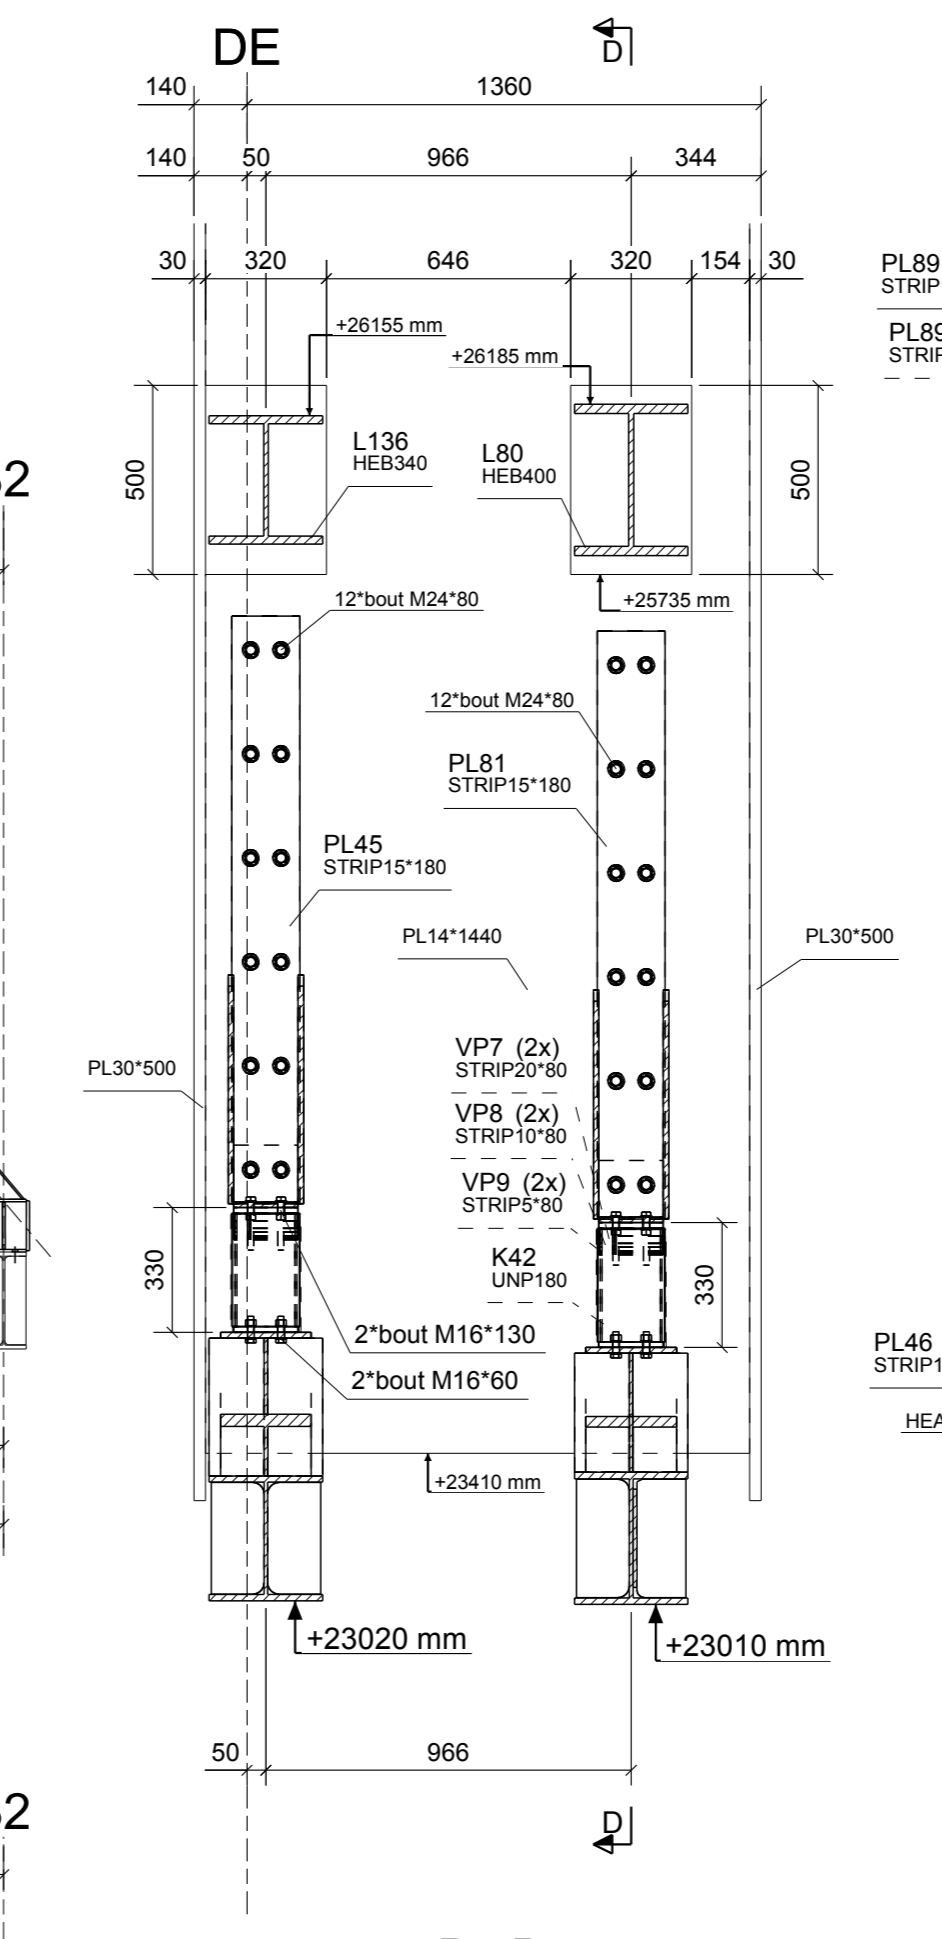 DE
D
140
1360
140
50
966
344
30
320
646
320
154
30
PL89
STRIP
PL89
STRIP
+26155 mm
+26185 mm
L136
HEB340
L80
HEB400
500
500
2
12*bout M24*80
+25735 mm
12*bout M24*80
PL81
STRIP15*180
PL45
STRIP15*180
PL14*1440
PL30*500
VP7 (2x)
STRIP20*80
PL30*500
VP8 (2x)
STRIP10*80
VP9 (2x)
STRIP5*80
K42
UNP180
330
330
2*bout M16*130
2*bout M16*60
PL46
STRIP1
HEA
+23410 mm
+23020 mm
+23010 mm
50
966
D
2